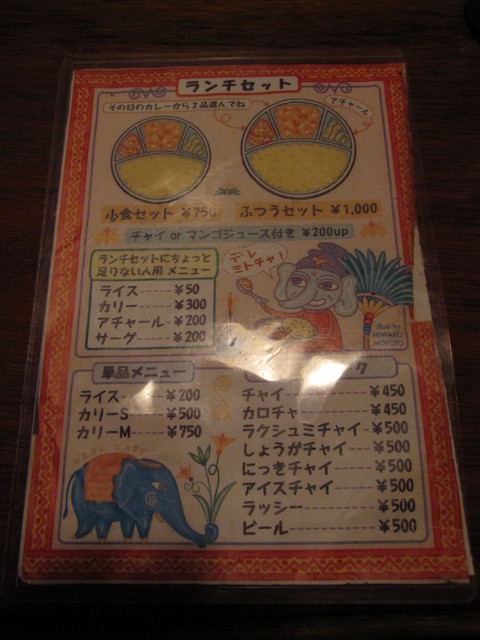 ランチセット
その日のカレーから2品選んでね
アチャール
小食セット ¥750
ふつうセット ¥1,000
チャイ or マンゴジュース付き ¥200up
ランチセットにちょっと
足りない人用 メニュー
ライス ¥50
カリー ¥300
アチャール ¥200
サーグ ¥200
デレ
ミトチャ!
illust by
MIWAKO
単品メニュー
ライス ¥200
カリーS ¥500
カリーM ¥750
ク
チャイ ¥450
カロチャ ¥450
ラクシュミチャイ ¥500
しょうがチャイ ¥500
にっきチャイ ¥500
アイスチャイ ¥500
ラッシー ¥500
ビール ¥500